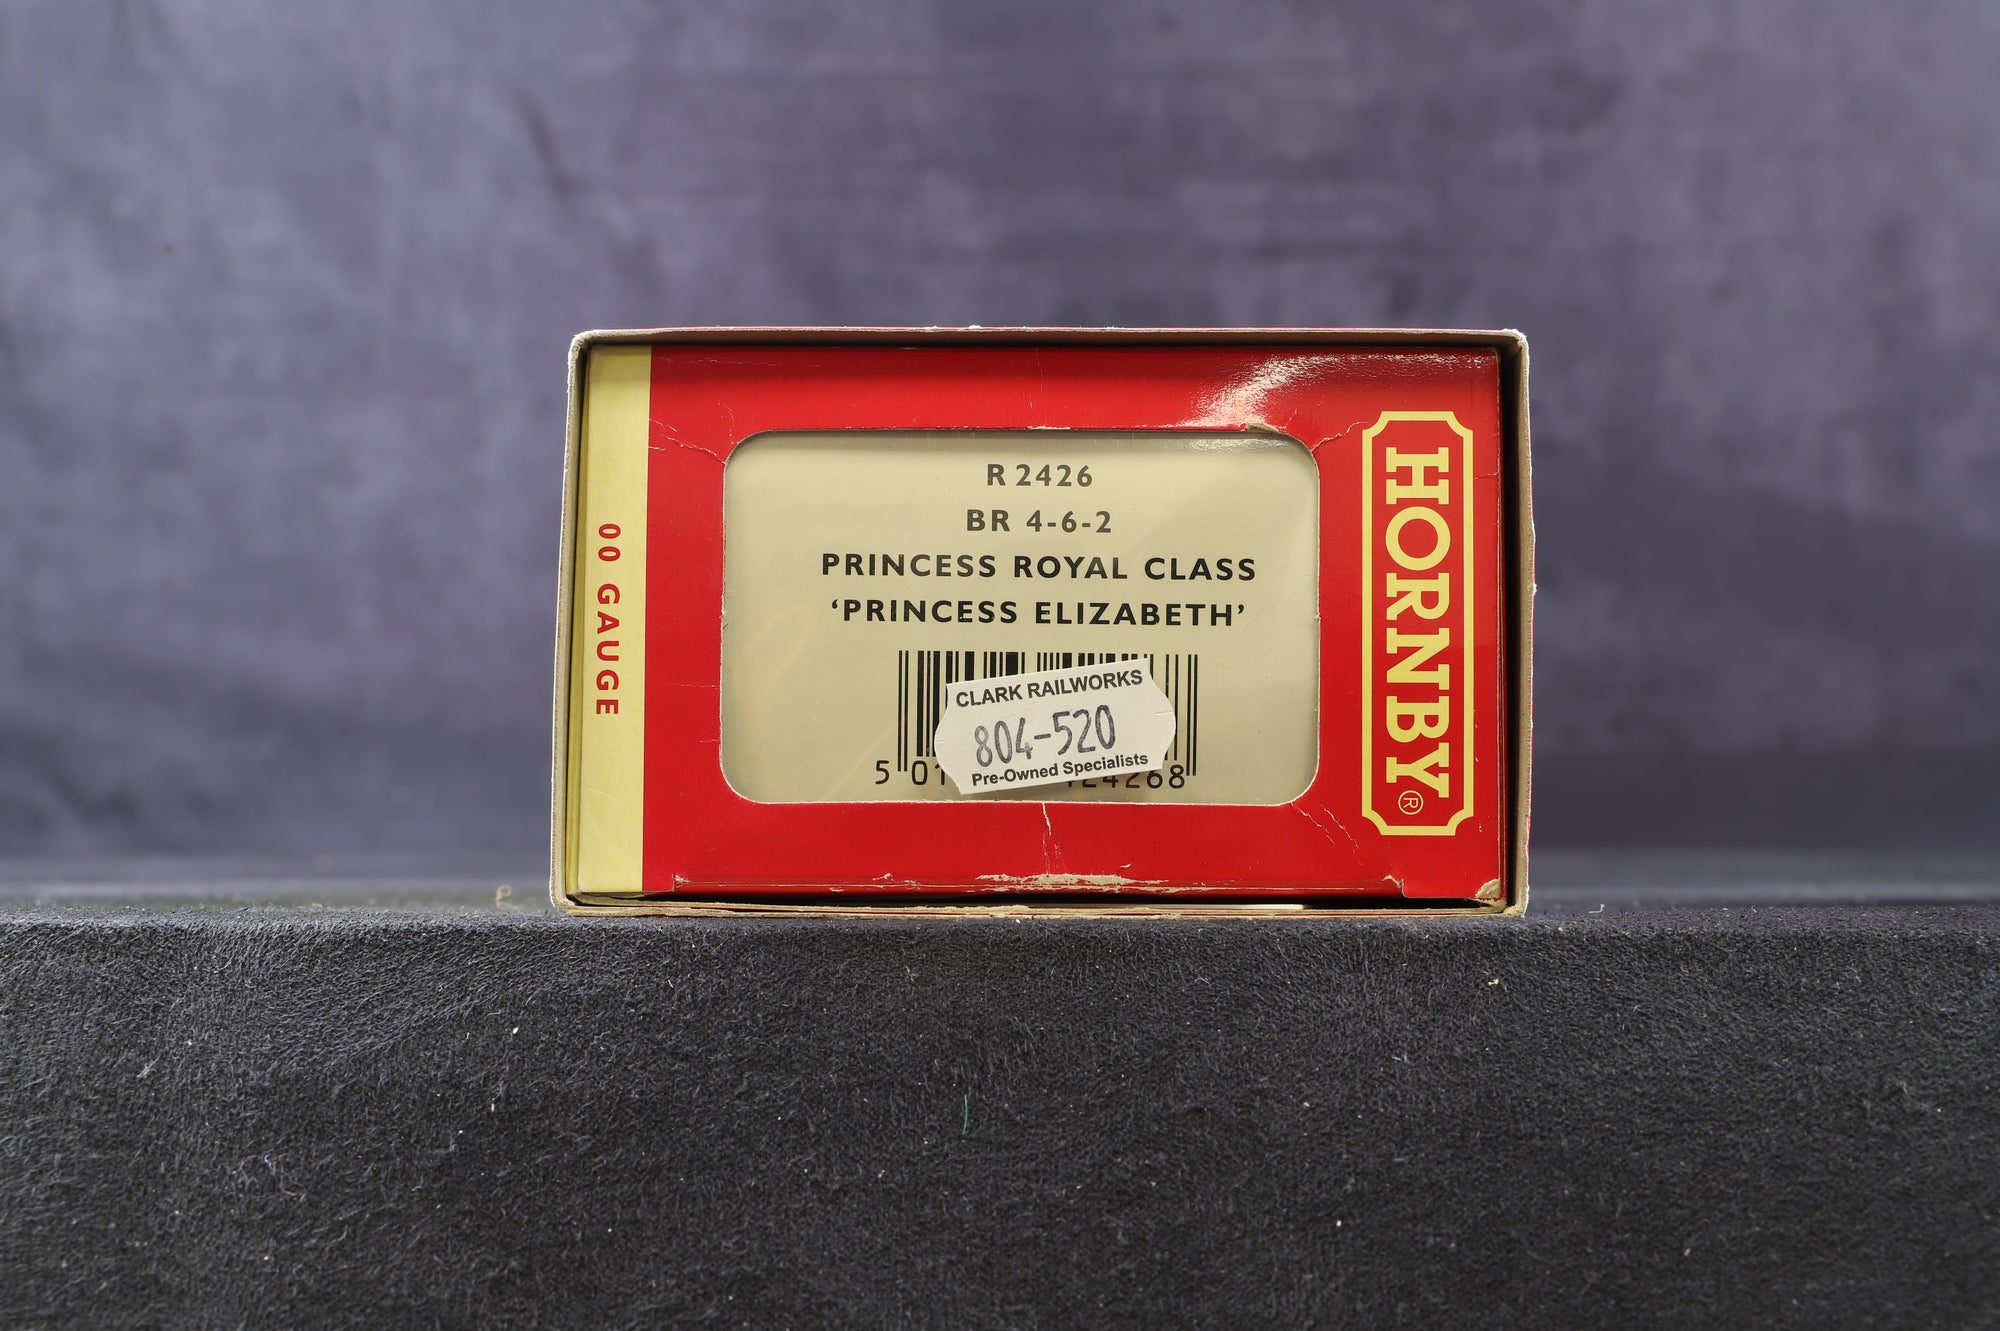 00 GAUGE
R2426
BR 4-6-2
PRINCESS ROYAL CLASS
‘PRINCESS ELIZABETH’
CLARK RAILWORKS
804-520
Pre-Owned Specialists
HORNBY®